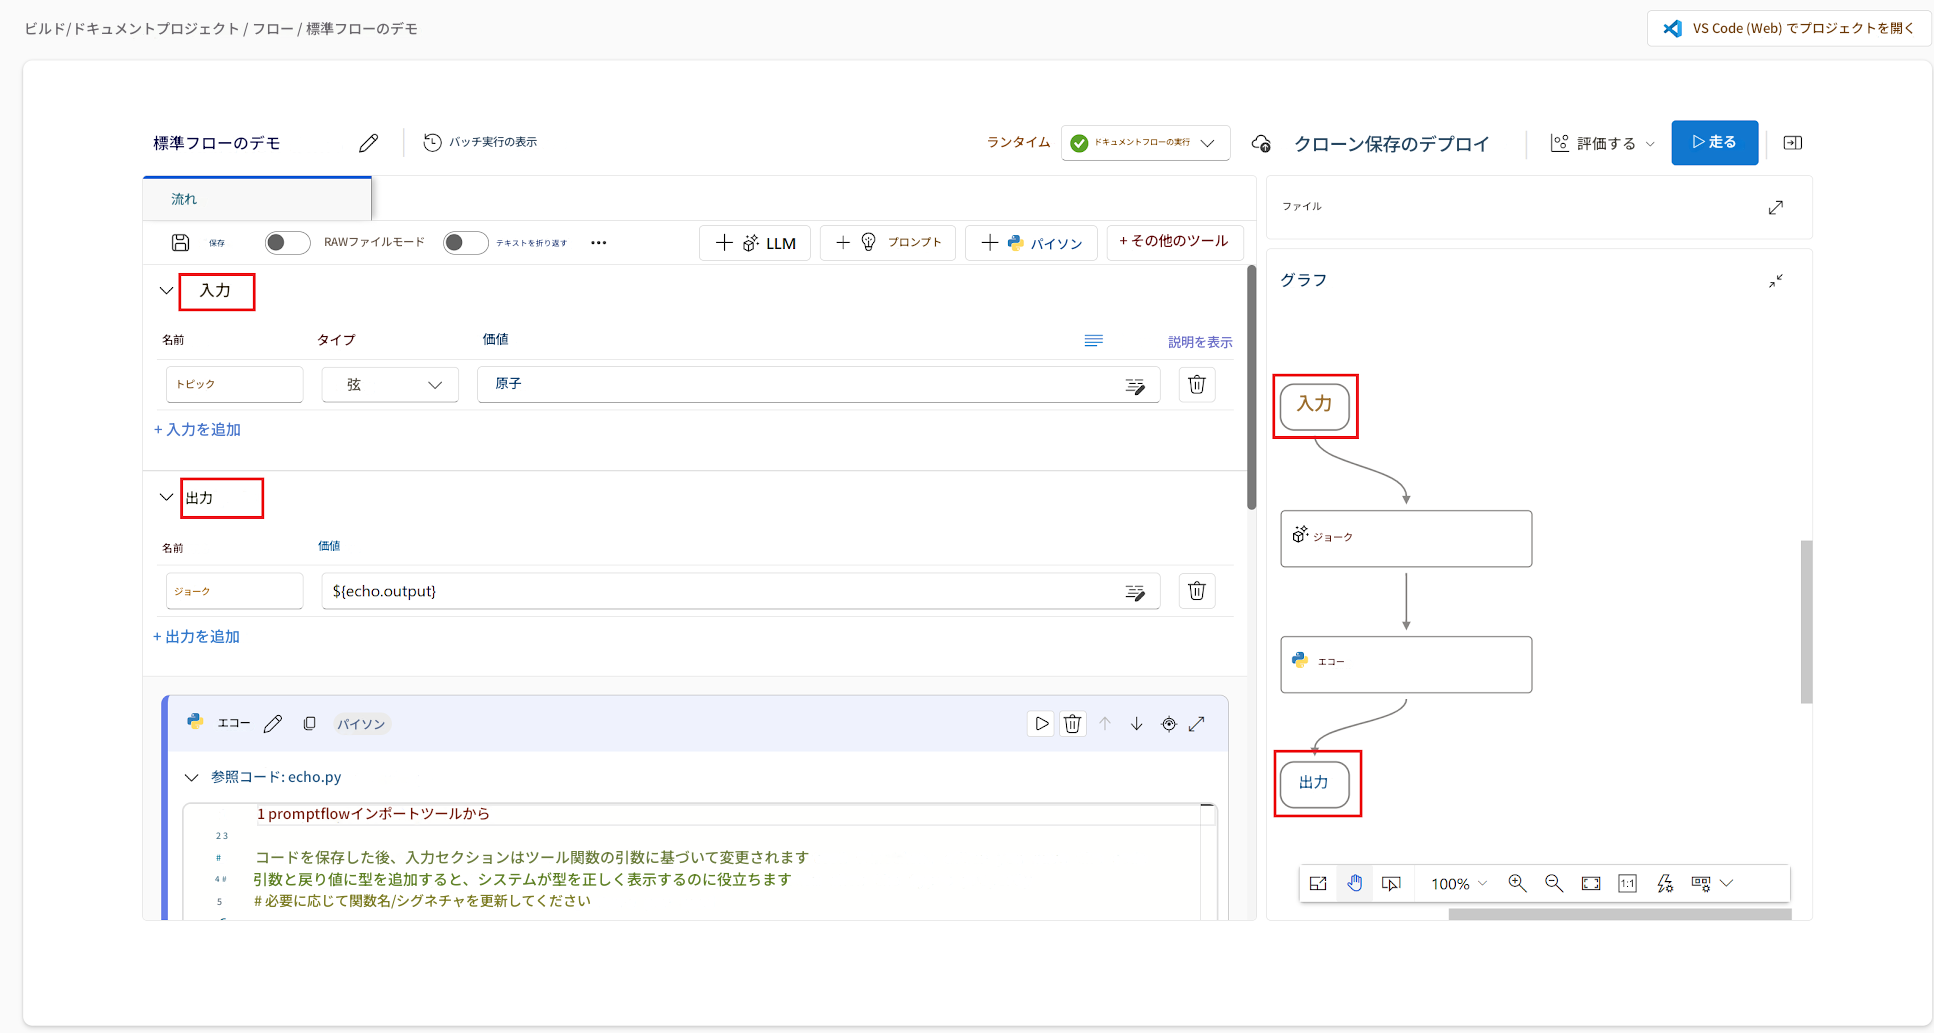 ビルド/ドキュメントプロジェクト / フロー / 標準フローのデモ
VS Code (Web) でプロジェクトを開く
標準フローのデモ
バッチ実行の表示
ランタイム
ドキュメントフローの実行
クローン保存のデプロイ
評価する
走る
流れ
保存
RAWファイルモード
テキストを折り返す
LLM
プロンプト
パイソン
+ その他のツール
入力
名前 タイプ 価値
説明を表示
トピック
弦
原子
+ 入力を追加
出力
名前 価値
ジョーク
${echo.output}
+ 出力を追加
エコー
パイソン
参照コード: echo.py
1 promptflowインポートツールから
2 3
# コードを保存した後、入力セクションはツール関数の引数に基づいて変更されます
4 # 引数と戻り値に型を追加すると、システムが型を正しく表示するのに役立ちます
5 # 必要に応じて関数名/シグネチャを更新してください
ファイル
グラフ
入力
ジョーク
エコー
出力
100%
1:1